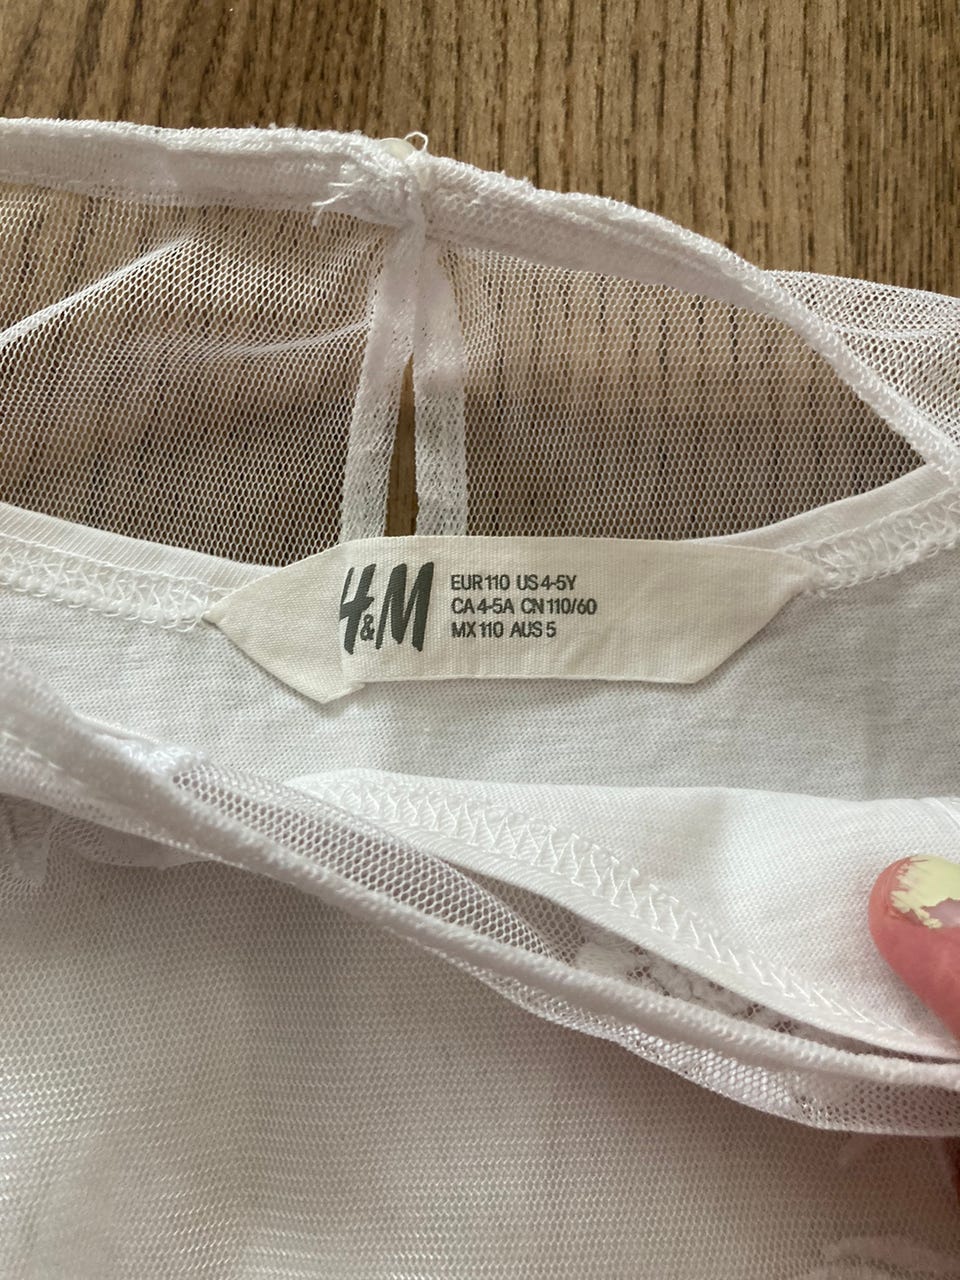 H&M
EUR 110 US 4-5Y
CA 4-5A CN 110/60
MX 110 AUS 5